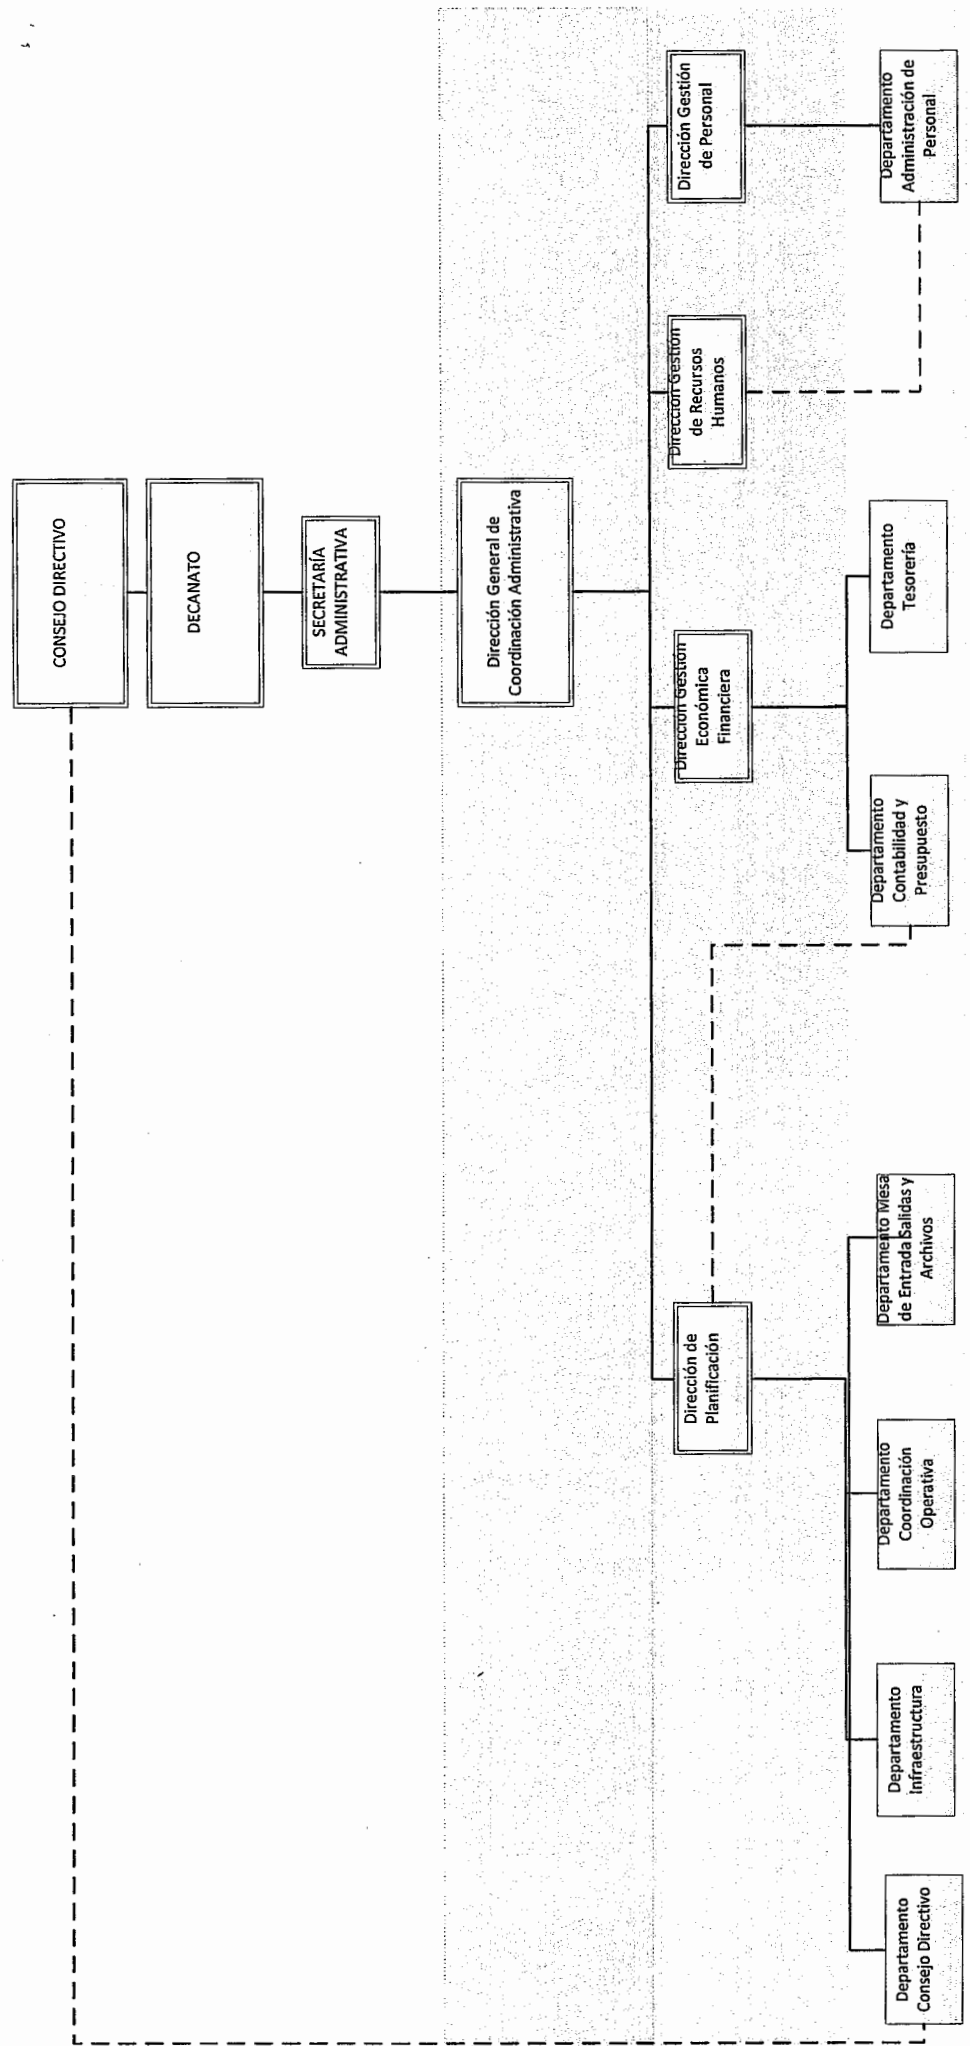 CONSEJO DIRECTIVO
DECANATO
SECRETARÍA
ADMINISTRATIVA
Dirección General de
Coordinación Administrativa
Dirección de
Planificación
Dirección Gestión
Económica
Financiera
Dirección Gestión
de Recursos
Humanos
Dirección Gestión
de Personal
Departamento
Consejo Directivo
Departamento
Infraestructura
Departamento
Coordinación
Operativa
Departamento Mesa
de Entrada Salidas y
Archivos
Departamento
Contabilidad y
Presupuesto
Departamento
Tesorería
Departamento
Administración de
Personal